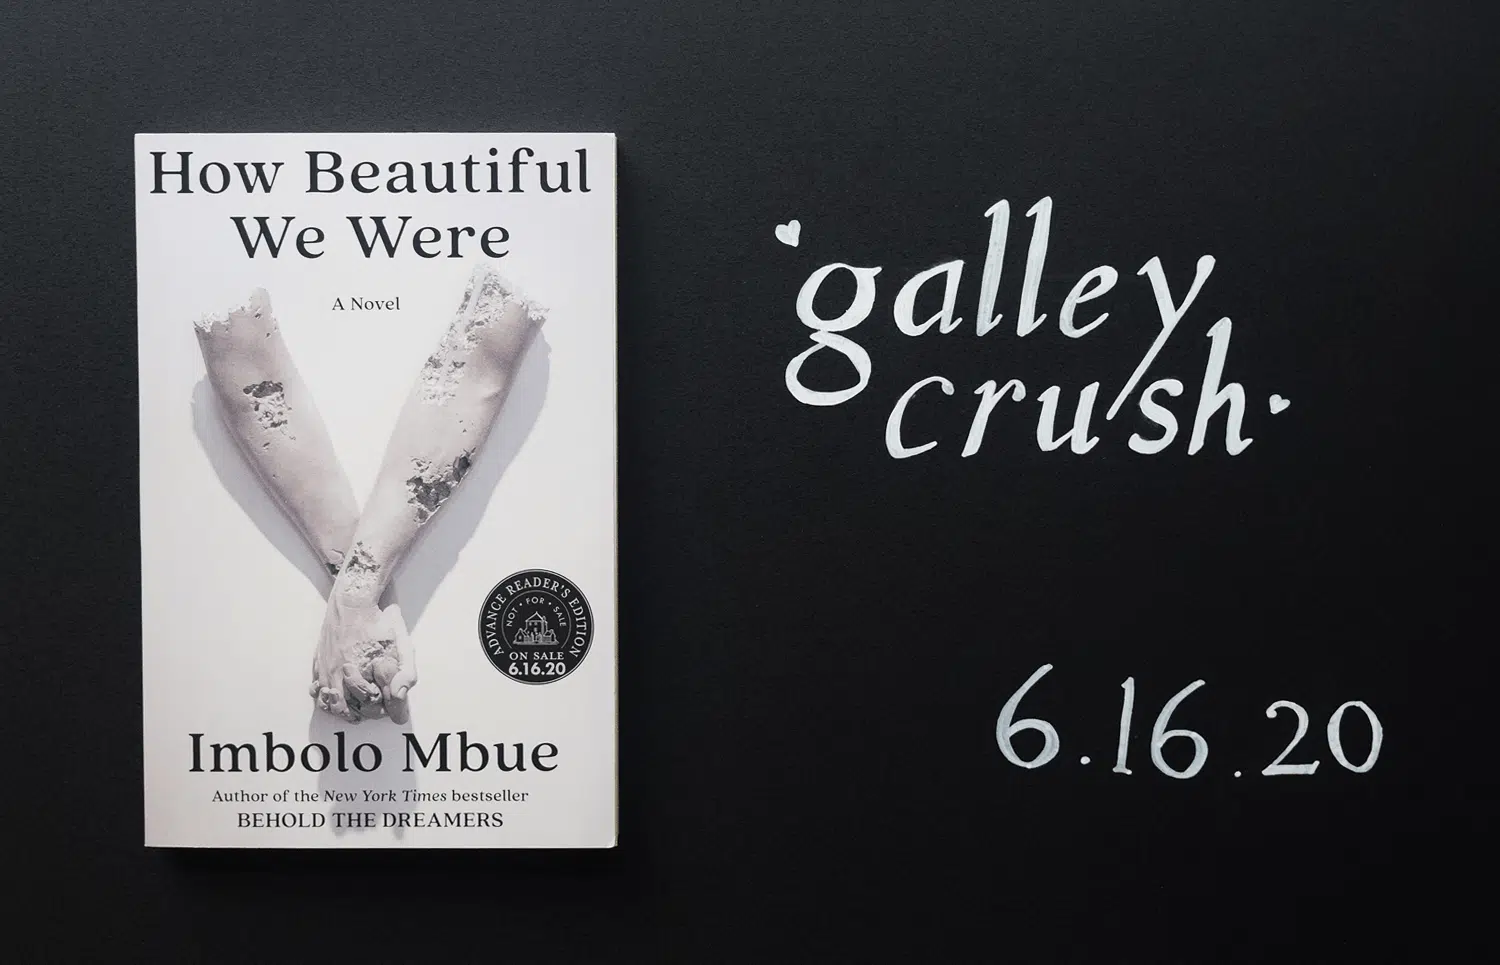 How Beautiful
We Were
A Novel
ADVANCE READER'S EDITION
NOT • FOR • SALE
ON SALE
6.16.20
Imbolo Mbue
Author of the New York Times bestseller
BEHOLD THE DREAMERS
galley
crush
6.16.20